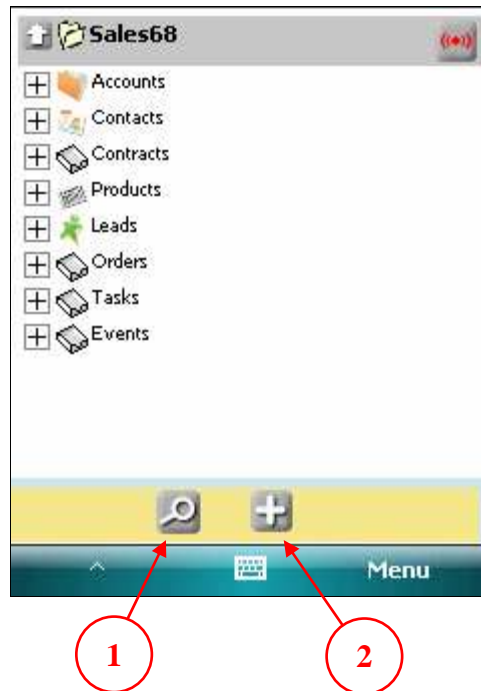 Sales68
Accounts
Contacts
Contracts
Products
Leads
Orders
Tasks
Events
Menu
1
2